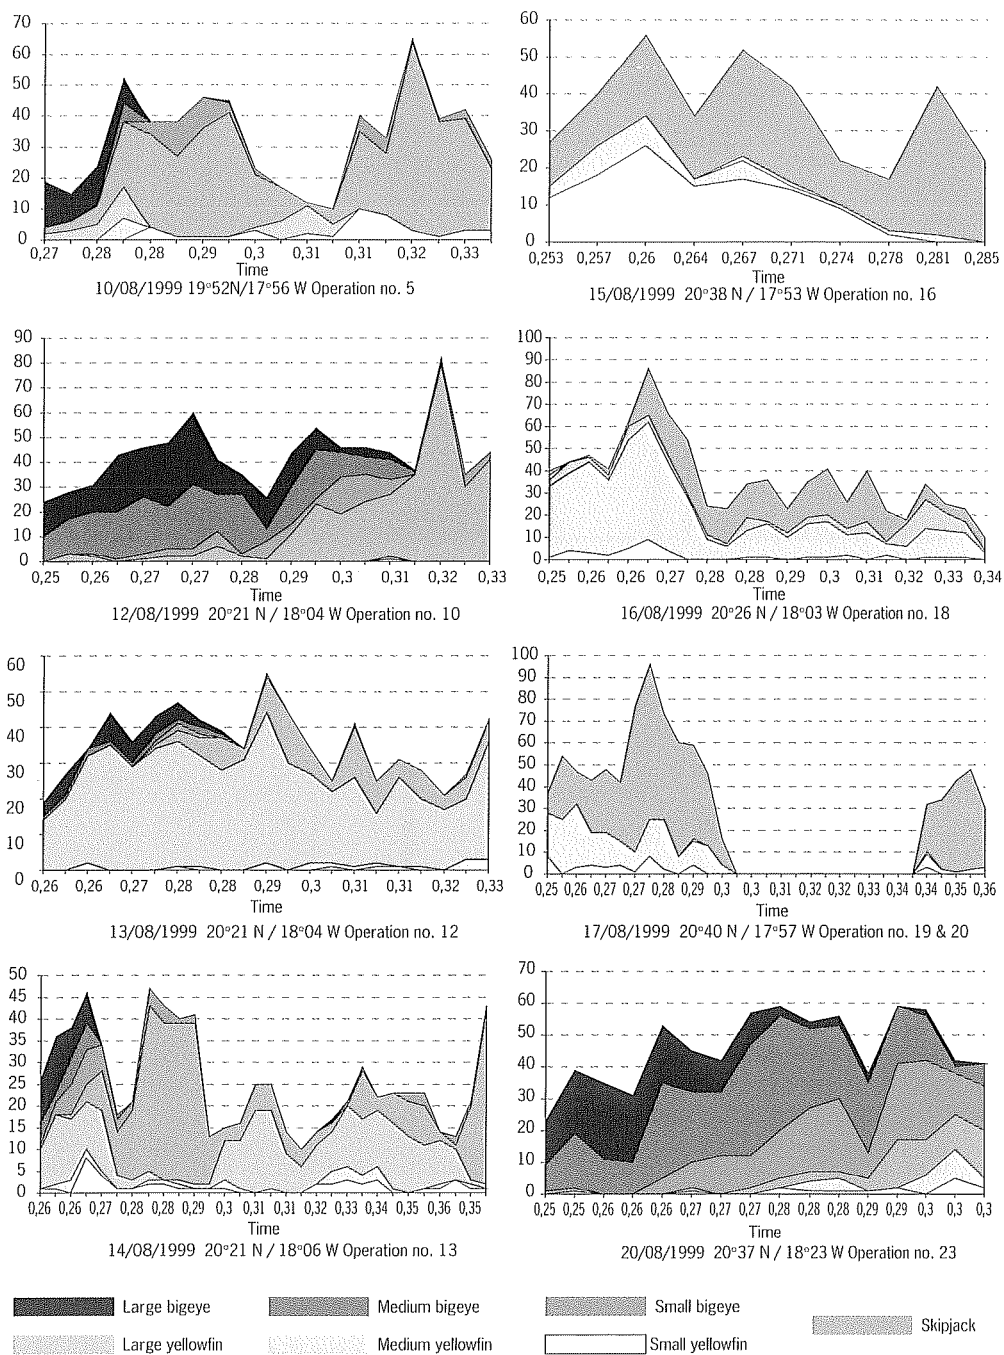 70
60
50
40
30
20
10
0
0,27 0,28 0,28 0,29 0,3 0,31 0,31 0,32 0,33
Time
10/08/1999 19°52N/17°56 W Operation no. 5
60
50
40
30
20
10
0
0,253 0,257 0,26 0,264 0,267 0,271 0,274 0,278 0,281 0,285
Time
15/08/1999 20°38 N / 17°53 W Operation no. 16
90
80
70
60
50
40
30
20
10
0
0,25 0,26 0,27 0,27 0,28 0,29 0,3 0,31 0,32 0,33
Time
12/08/1999 20°21 N / 18°04 W Operation no. 10
100
90
80
70
60
50
40
30
20
10
0
0,25 0,26 0,26 0,27 0,28 0,28 0,29 0,3 0,31 0,32 0,33 0,34
Time
16/08/1999 20°26 N / 18°03 W Operation no. 18
60
50
40
30
20
10
0
0,26 0,26 0,27 0,28 0,28 0,29 0,3 0,31 0,31 0,32 0,33
Time
13/08/1999 20°21 N / 18°04 W Operation no. 12
100
90
80
70
60
50
40
30
20
10
0
0,25 0,26 0,27 0,27 0,28 0,29 0,3 0,3 0,31 0,32 0,32 0,33 0,34 0,34 0,35 0,36
Time
17/08/1999 20°40 N / 17°57 W Operation no. 19 & 20
50
45
40
35
30
25
20
15
10
5
0
0,26 0,26 0,27 0,28 0,28 0,29 0,3 0,31 0,31 0,32 0,33 0,34 0,34 0,35 0,36
Time
14/08/1999 20°21 N / 18°06 W Operation no. 13
70
60
50
40
30
20
10
0
0,25 0,25 0,26 0,26 0,26 0,27 0,27 0,28 0,28 0,28 0,28 0,29 0,29 0,3 0,3 0,3
Time
20/08/1999 20°37 N / 18°23 W Operation no. 23
Large bigeye
Medium bigeye
Small bigeye
Skipjack
Large yellowfin
Medium yellowfin
Small yellowfin